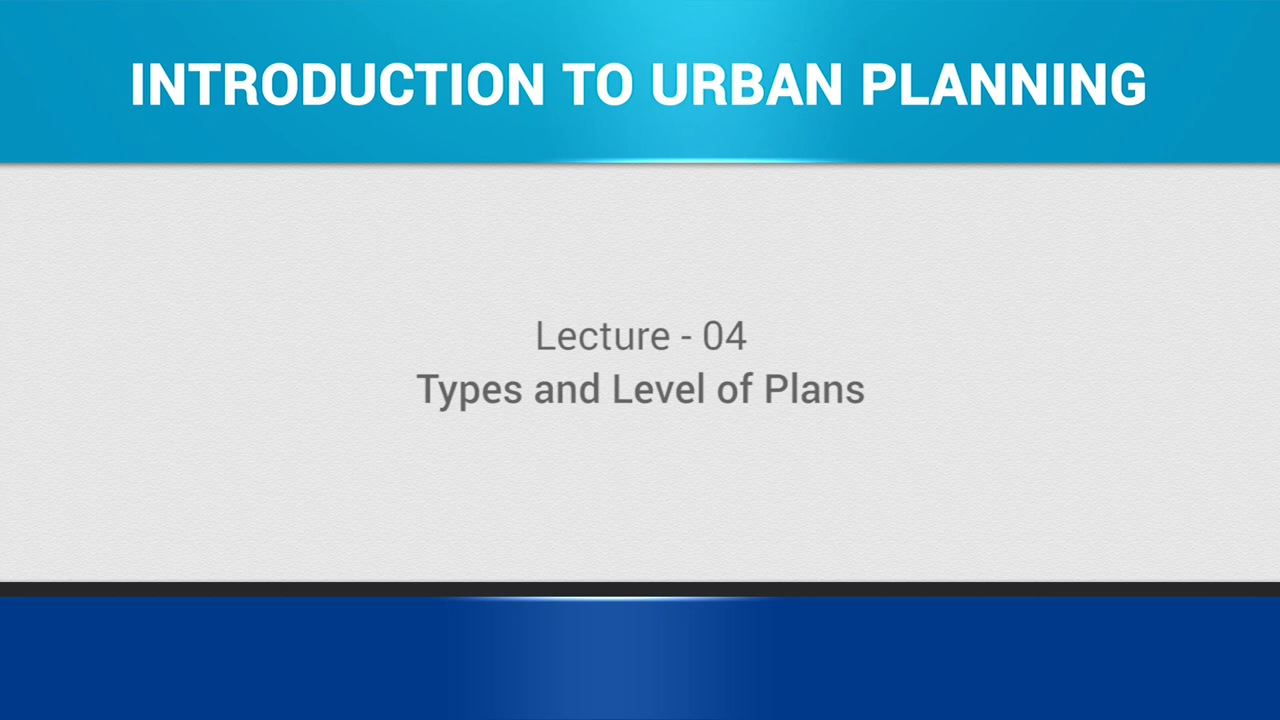 INTRODUCTION TO URBAN PLANNING
Lecture - 04
Types and Level of Plans